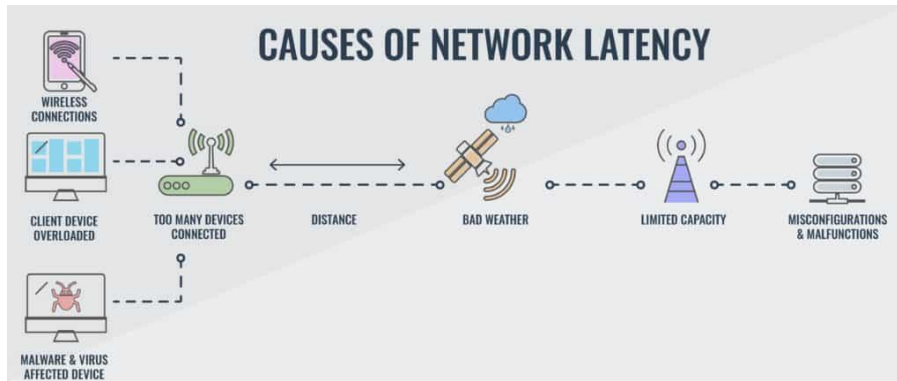 CAUSES OF NETWORK LATENCY
WIRELESS
CONNECTIONS
CLIENT DEVICE
OVERLOADED
MALWARE & VIRUS
AFFECTED DEVICE
TOO MANY DEVICES
CONNECTED
DISTANCE
BAD WEATHER
LIMITED CAPACITY
MISCONFIGURATIONS
& MALFUNCTIONS